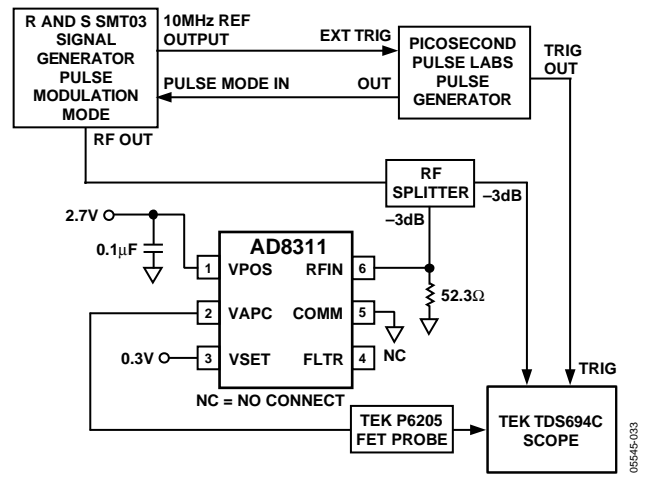 R AND S SMT03
SIGNAL
GENERATOR
PULSE
MODULATION
MODE
10MHz REF
OUTPUT
EXT TRIG
PULSE MODE IN
OUT
PICOSECOND
PULSE LABS
PULSE
GENERATOR
TRIG
OUT
RF OUT
RF
SPLITTER
–3dB
–3dB
2.7V
0.1μF
AD8311
1 VPOS RFIN 6
2 VAPC COMM 5
3 VSET FLTR 4
52.3Ω
0.3V
NC
NC = NO CONNECT
TRIG
TEK P6205
FET PROBE
TEK TDS694C
SCOPE
05545-033